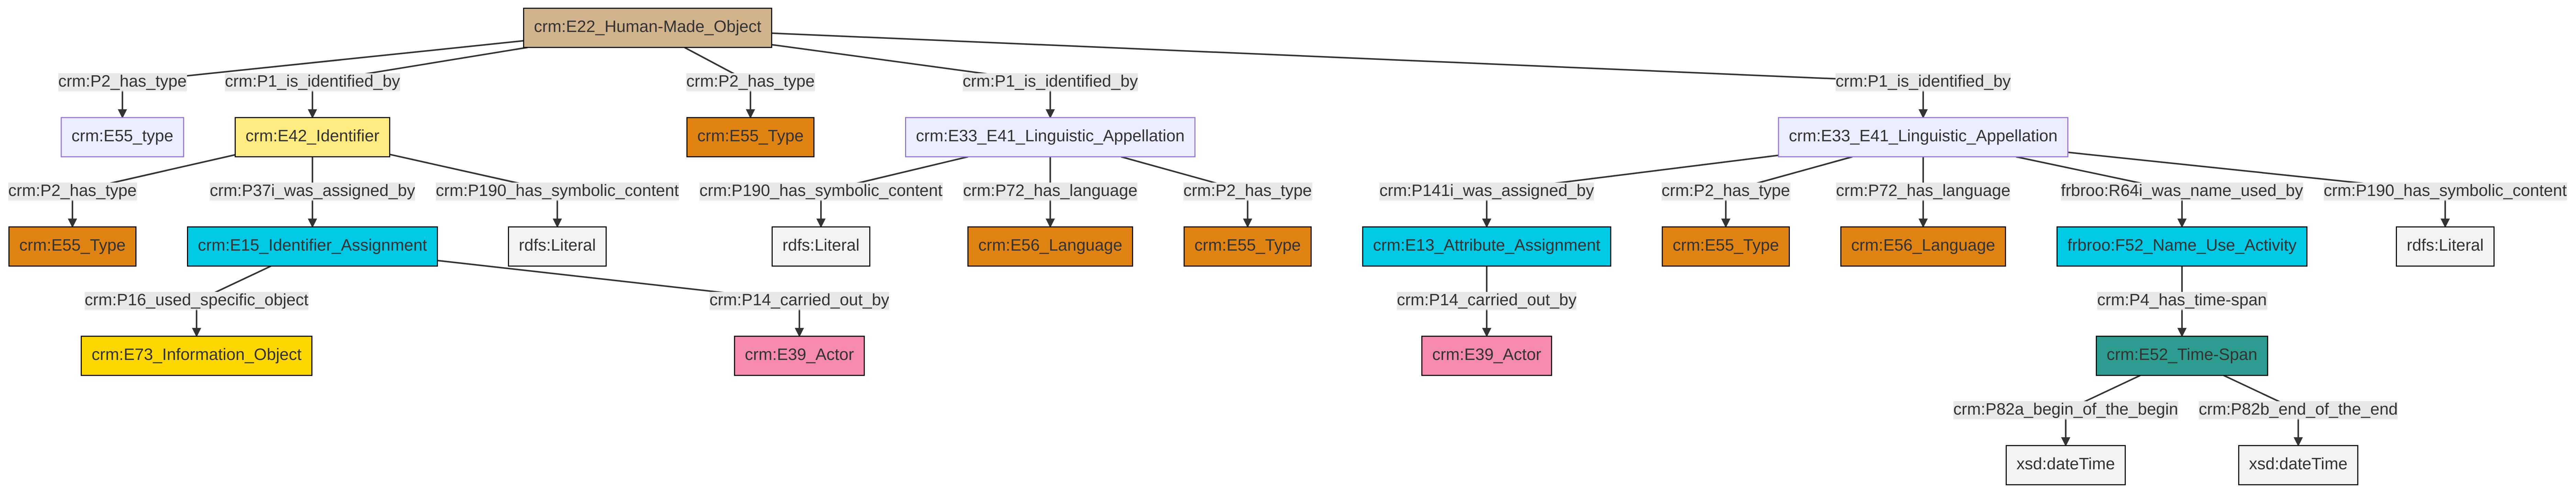 crm:E22_Human-Made_Object
crm:P2_has_type
crm:P1_is_identified_by
crm:P2_has_type
crm:P1_is_identified_by
crm:P1_is_identified_by
crm:E55_type
crm:E42_Identifier
crm:E55_Type
crm:E33_E41_Linguistic_Appellation
crm:E33_E41_Linguistic_Appellation
crm:P2_has_type
crm:P37i_was_assigned_by
crm:P190_has_symbolic_content
crm:P190_has_symbolic_content
crm:P72_has_language
crm:P2_has_type
crm:P141i_was_assigned_by
crm:P2_has_type
crm:P72_has_language
frbroo:R64i_was_name_used_by
crm:P190_has_symbolic_content
crm:E55_Type
crm:E15_Identifier_Assignment
rdfs:Literal
rdfs:Literal
crm:E56_Language
crm:E55_Type
crm:E13_Attribute_Assignment
crm:E55_Type
crm:E56_Language
frbroo:F52_Name_Use_Activity
rdfs:Literal
crm:P16_used_specific_object
crm:P14_carried_out_by
crm:P14_carried_out_by
crm:P4_has_time-span
crm:E73_Information_Object
crm:E39_Actor
crm:E39_Actor
crm:E52_Time-Span
crm:P82a_begin_of_the_begin
crm:P82b_end_of_the_end
xsd:dateTime
xsd:dateTime